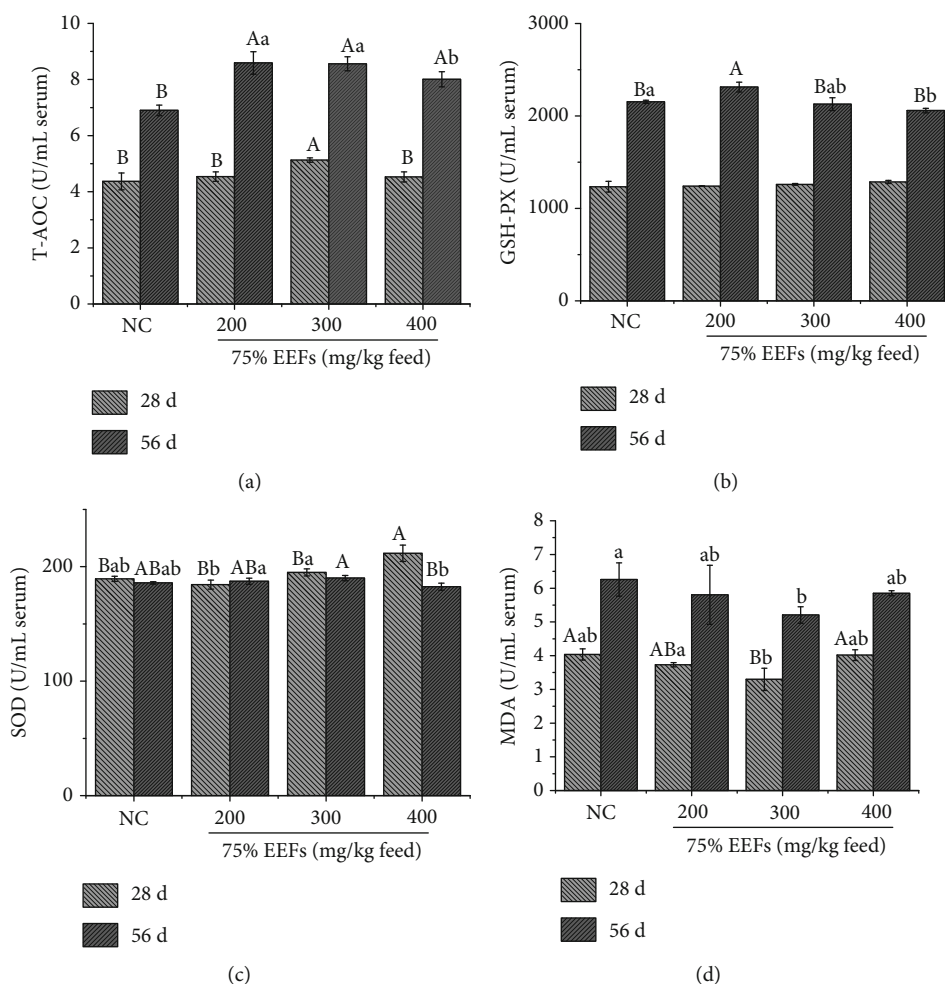 10
8
6
4
2
0
T-AOC (U/mL serum)
B
B
B
Aa
A
Aa
B
Ab
NC
200
300
400
75% EEFs (mg/kg feed)
28 d
56 d
(a)
3000
2000
1000
0
GSH-PX (U/mL serum)
Ba
A
Bab
Bb
NC
200
300
400
75% EEFs (mg/kg feed)
28 d
56 d
(b)
200
100
0
SOD (U/mL serum)
Bab
ABab
Bb
ABa
Ba
A
A
Bb
NC
200
300
400
75% EEFs (mg/kg feed)
28 d
56 d
(c)
8
7
6
5
4
3
2
1
0
MDA (U/mL serum)
Aab
a
ABa
ab
Bb
b
Aab
ab
NC
200
300
400
75% EEFs (mg/kg feed)
28 d
56 d
(d)